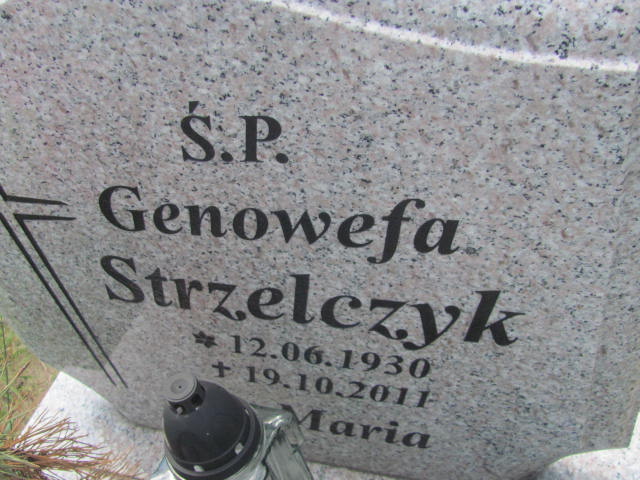 Ś.P.
Genowefa
Strzelczyk
* 12.06.1930
✝ 19.10.2011
Maria